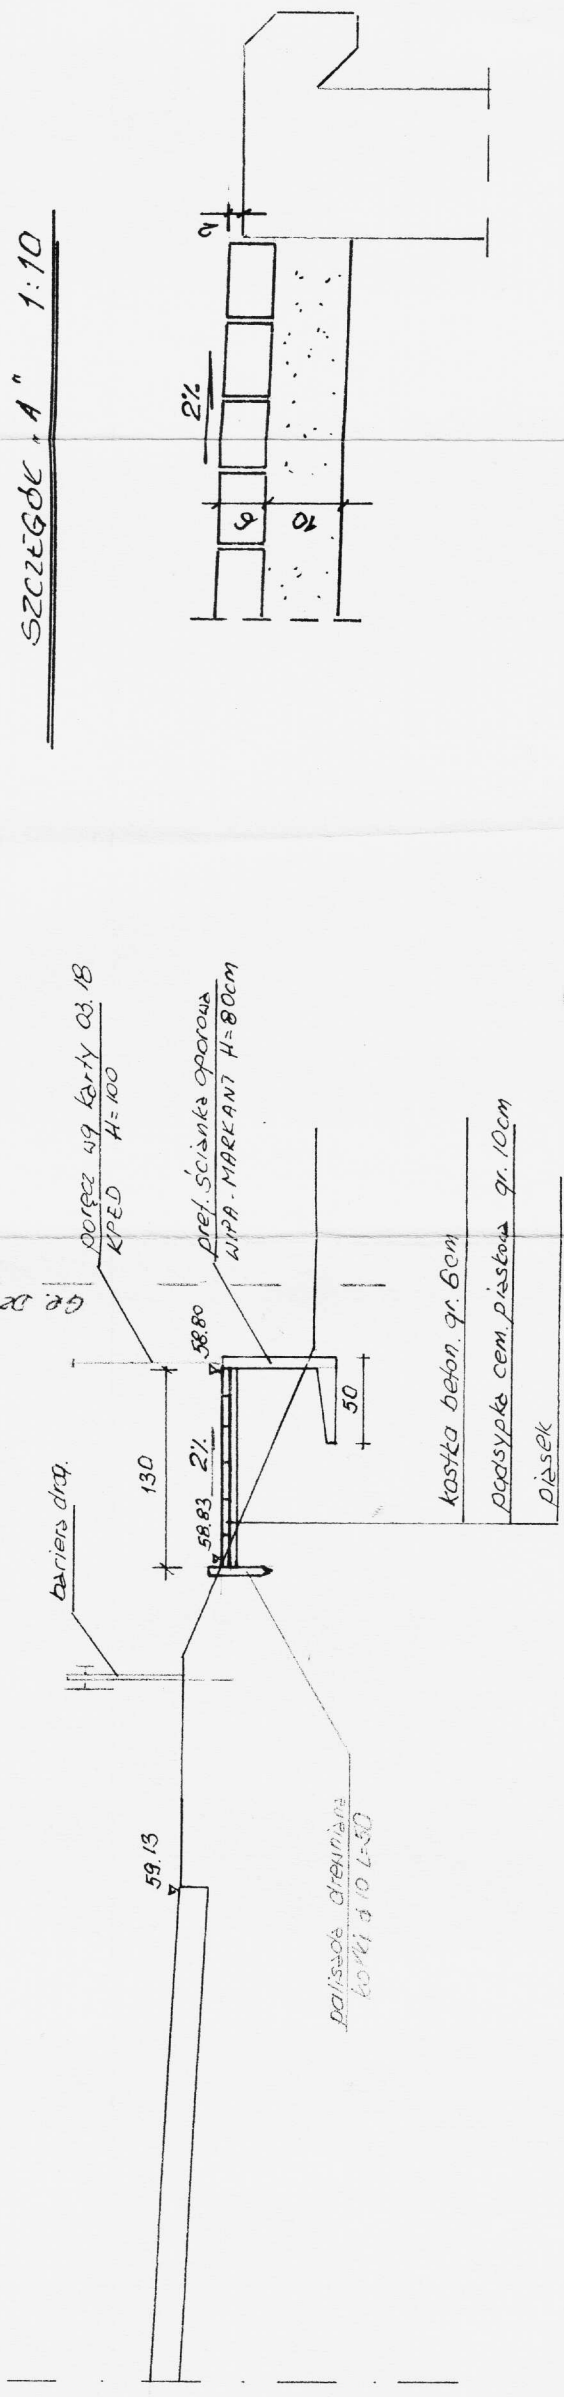 SZCZEGÓŁ „A" 1:10
2%
2
6
10
poręcz wg karty 03.18
KPED H=100
pref. ścianka oporowa
WIPA-MARKANT H=80cm
GR.
bariera drog.
130
58.80
58.83
2%
50
59.13
kostka beton. gr. 6cm
podsypka cem. piaskowa gr. 10cm
piasek
palisada drewniana
kołki ø 10 L=50